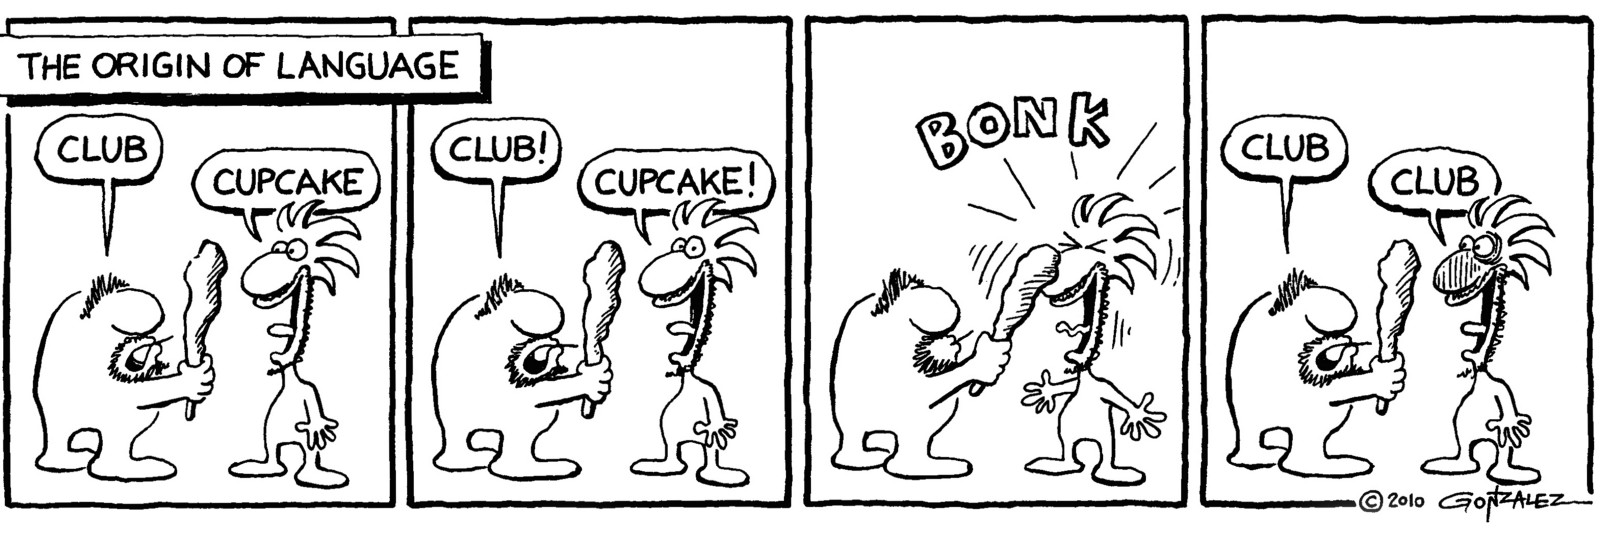 THE ORIGIN OF LANGUAGE
CLUB
CUPCAKE
CLUB!
CUPCAKE!
BONK
CLUB
CLUB
© 2010 GONZALEZ